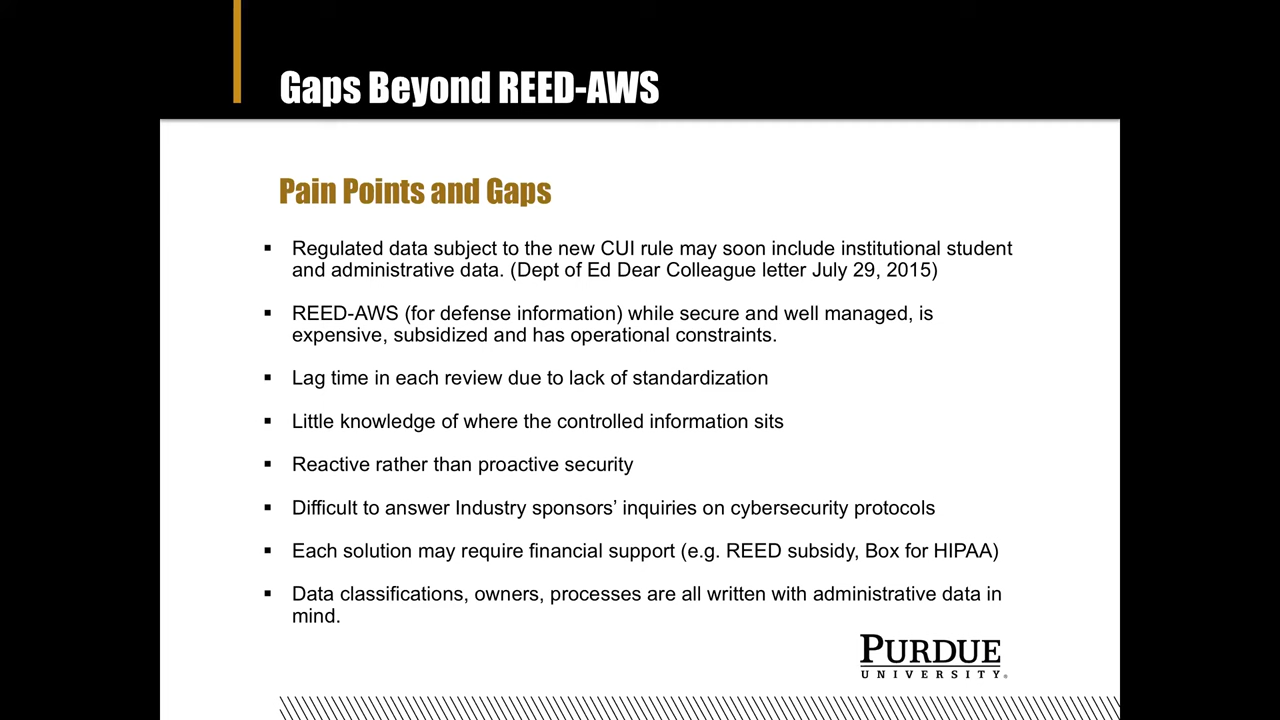 Gaps Beyond REED-AWS
Pain Points and Gaps
▪ Regulated data subject to the new CUI rule may soon include institutional student
and administrative data. (Dept of Ed Dear Colleague letter July 29, 2015)
▪ REED-AWS (for defense information) while secure and well managed, is
expensive, subsidized and has operational constraints.
▪ Lag time in each review due to lack of standardization
▪ Little knowledge of where the controlled information sits
▪ Reactive rather than proactive security
▪ Difficult to answer Industry sponsors’ inquiries on cybersecurity protocols
▪ Each solution may require financial support (e.g. REED subsidy, Box for HIPAA)
▪ Data classifications, owners, processes are all written with administrative data in
mind.
PURDUE
UNIVERSITY®